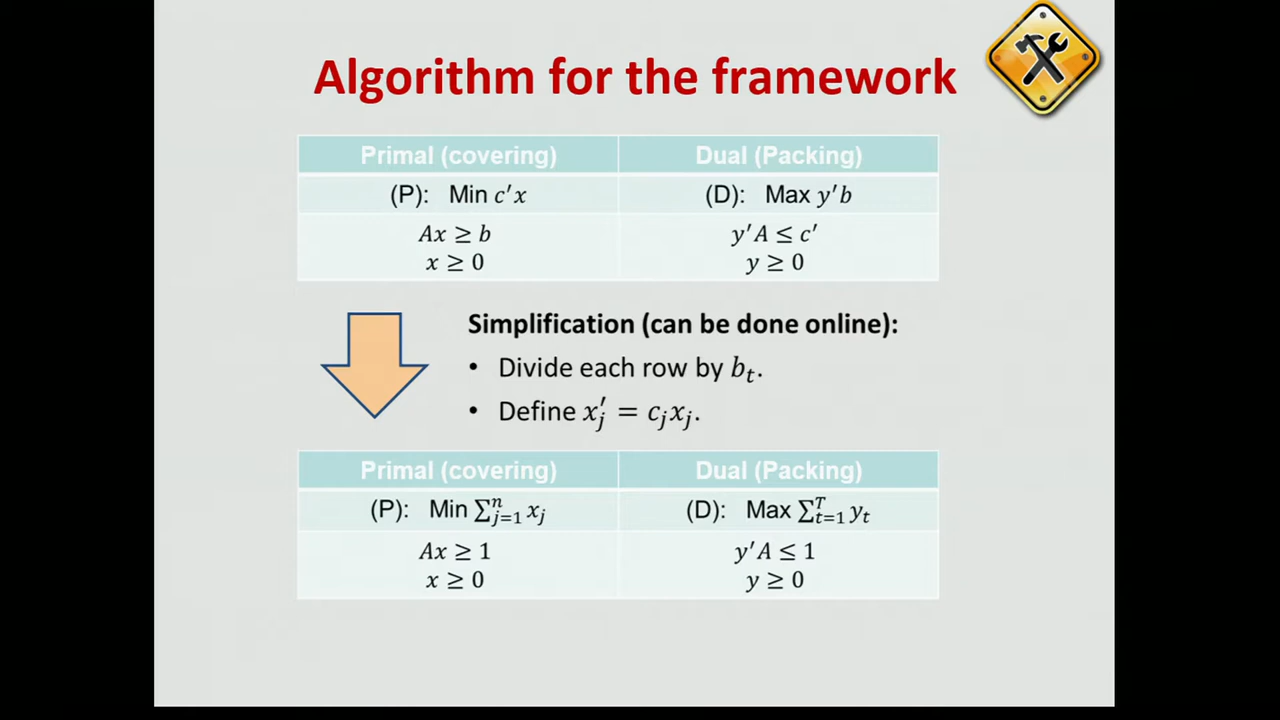 Algorithm for the framework
Primal (covering) Dual (Packing)
(P): Min c′x (D): Max y′b
Ax ≥ b y′A ≤ c′
x ≥ 0 y ≥ 0
Simplification (can be done online):
• Divide each row by b_t.
• Define x′_j = c_j x_j.
Primal (covering) Dual (Packing)
(P): Min ∑_{j=1}^n x_j (D): Max ∑_{t=1}^T y_t
Ax ≥ 1 y′A ≤ 1
x ≥ 0 y ≥ 0